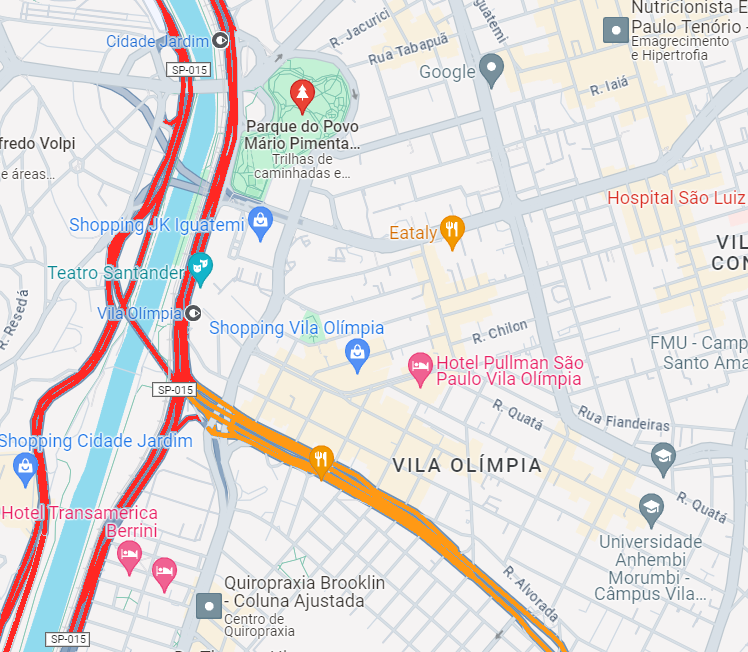 Nutricionista E
Paulo Tenório -
Emagrecimento
e Hipertrofia
Iguatemi
R. Jacurici
Cidade Jardim
Rua Tabapuã
SP-015
Google
R. Iaiá
Parque do Povo
Mário Pimenta...
Trilhas de
caminhadas e...
fredo Volpi
e áreas...
Hospital São Luiz
Shopping JK Iguatemi
Eataly
VIL
CON
Teatro Santander
R. Resedá
Vila Olímpia
Shopping Vila Olímpia
R. Chilon
FMU - Camp
Santo Ama
Hotel Pullman São
Paulo Vila Olímpia
SP-015
R. Quatá
Rua Fiandeiras
Shopping Cidade Jardim
VILA OLÍMPIA
R. Quatá
Hotel Transamerica
Berrini
Universidade
Anhembi
Morumbi -
Câmpus Vila...
R. Alvorada
Quiropraxia Brooklin
- Coluna Ajustada
Centro de
Quiropraxia
SP-015